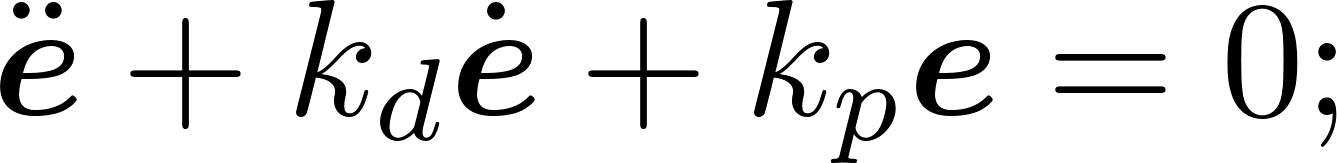 ë + k_d ė + k_p e = 0;